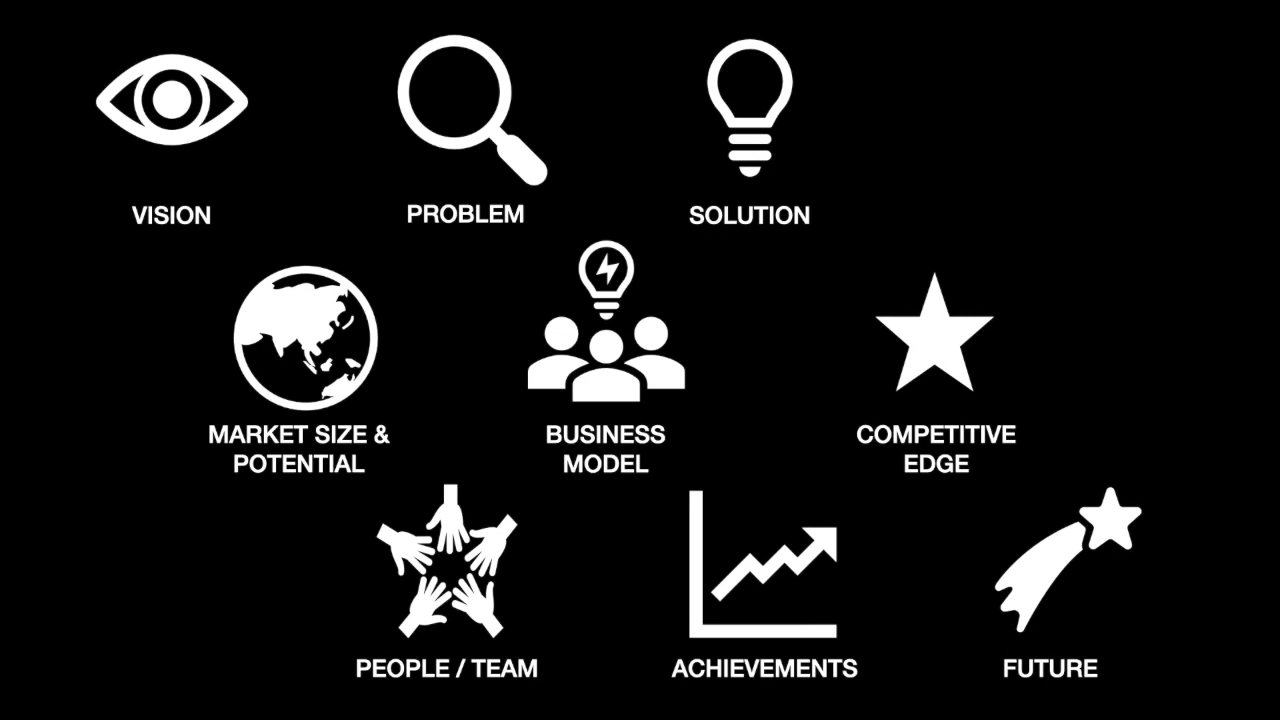 VISION
PROBLEM
SOLUTION
MARKET SIZE &
POTENTIAL
BUSINESS
MODEL
COMPETITIVE
EDGE
PEOPLE / TEAM
ACHIEVEMENTS
FUTURE